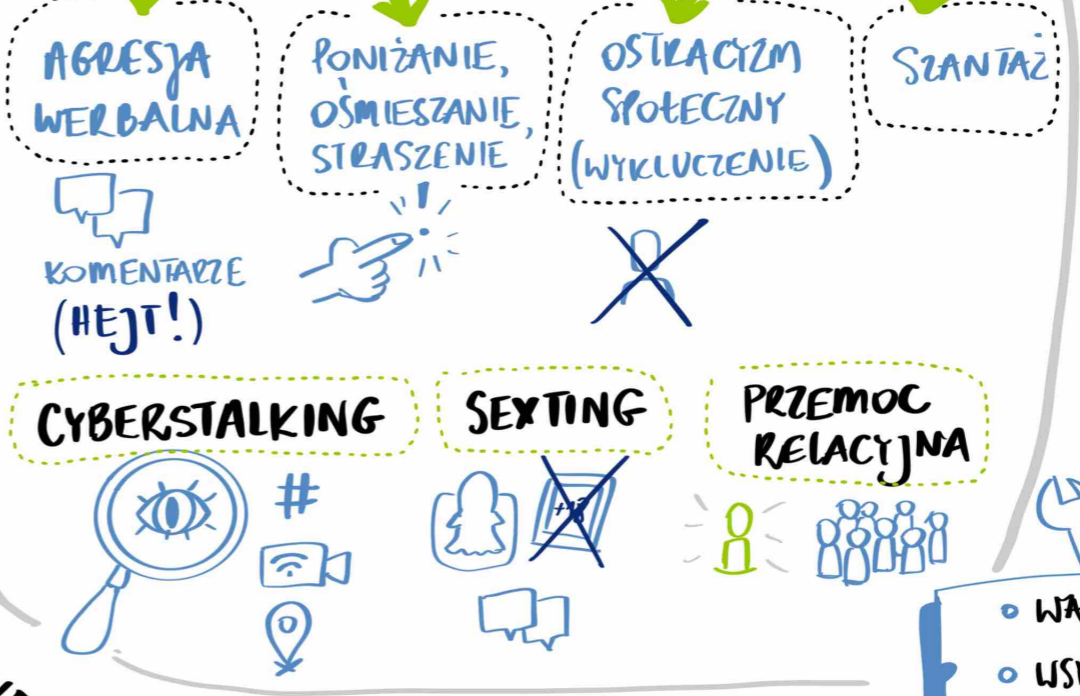 AGRESJA
WERBALNA
KOMENTARZE
(HEJT!)
PONIŻANIE,
OŚMIESZANIE,
STRASZENIE
OSTRACYZM
SPOŁECZNY
(WYKLUCZENIE)
SZANTAŻ
CYBERSTALKING
#
SEXTING
PRZEMOC
RELACYJNA